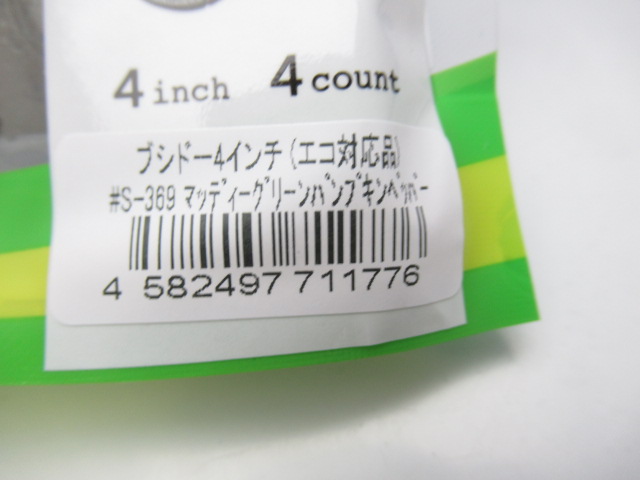 4 inch 4 count
ブシドー4インチ(エコ対応品)
#S-369 マッディーグリーンパンプキンペッパー
4 582497 711776